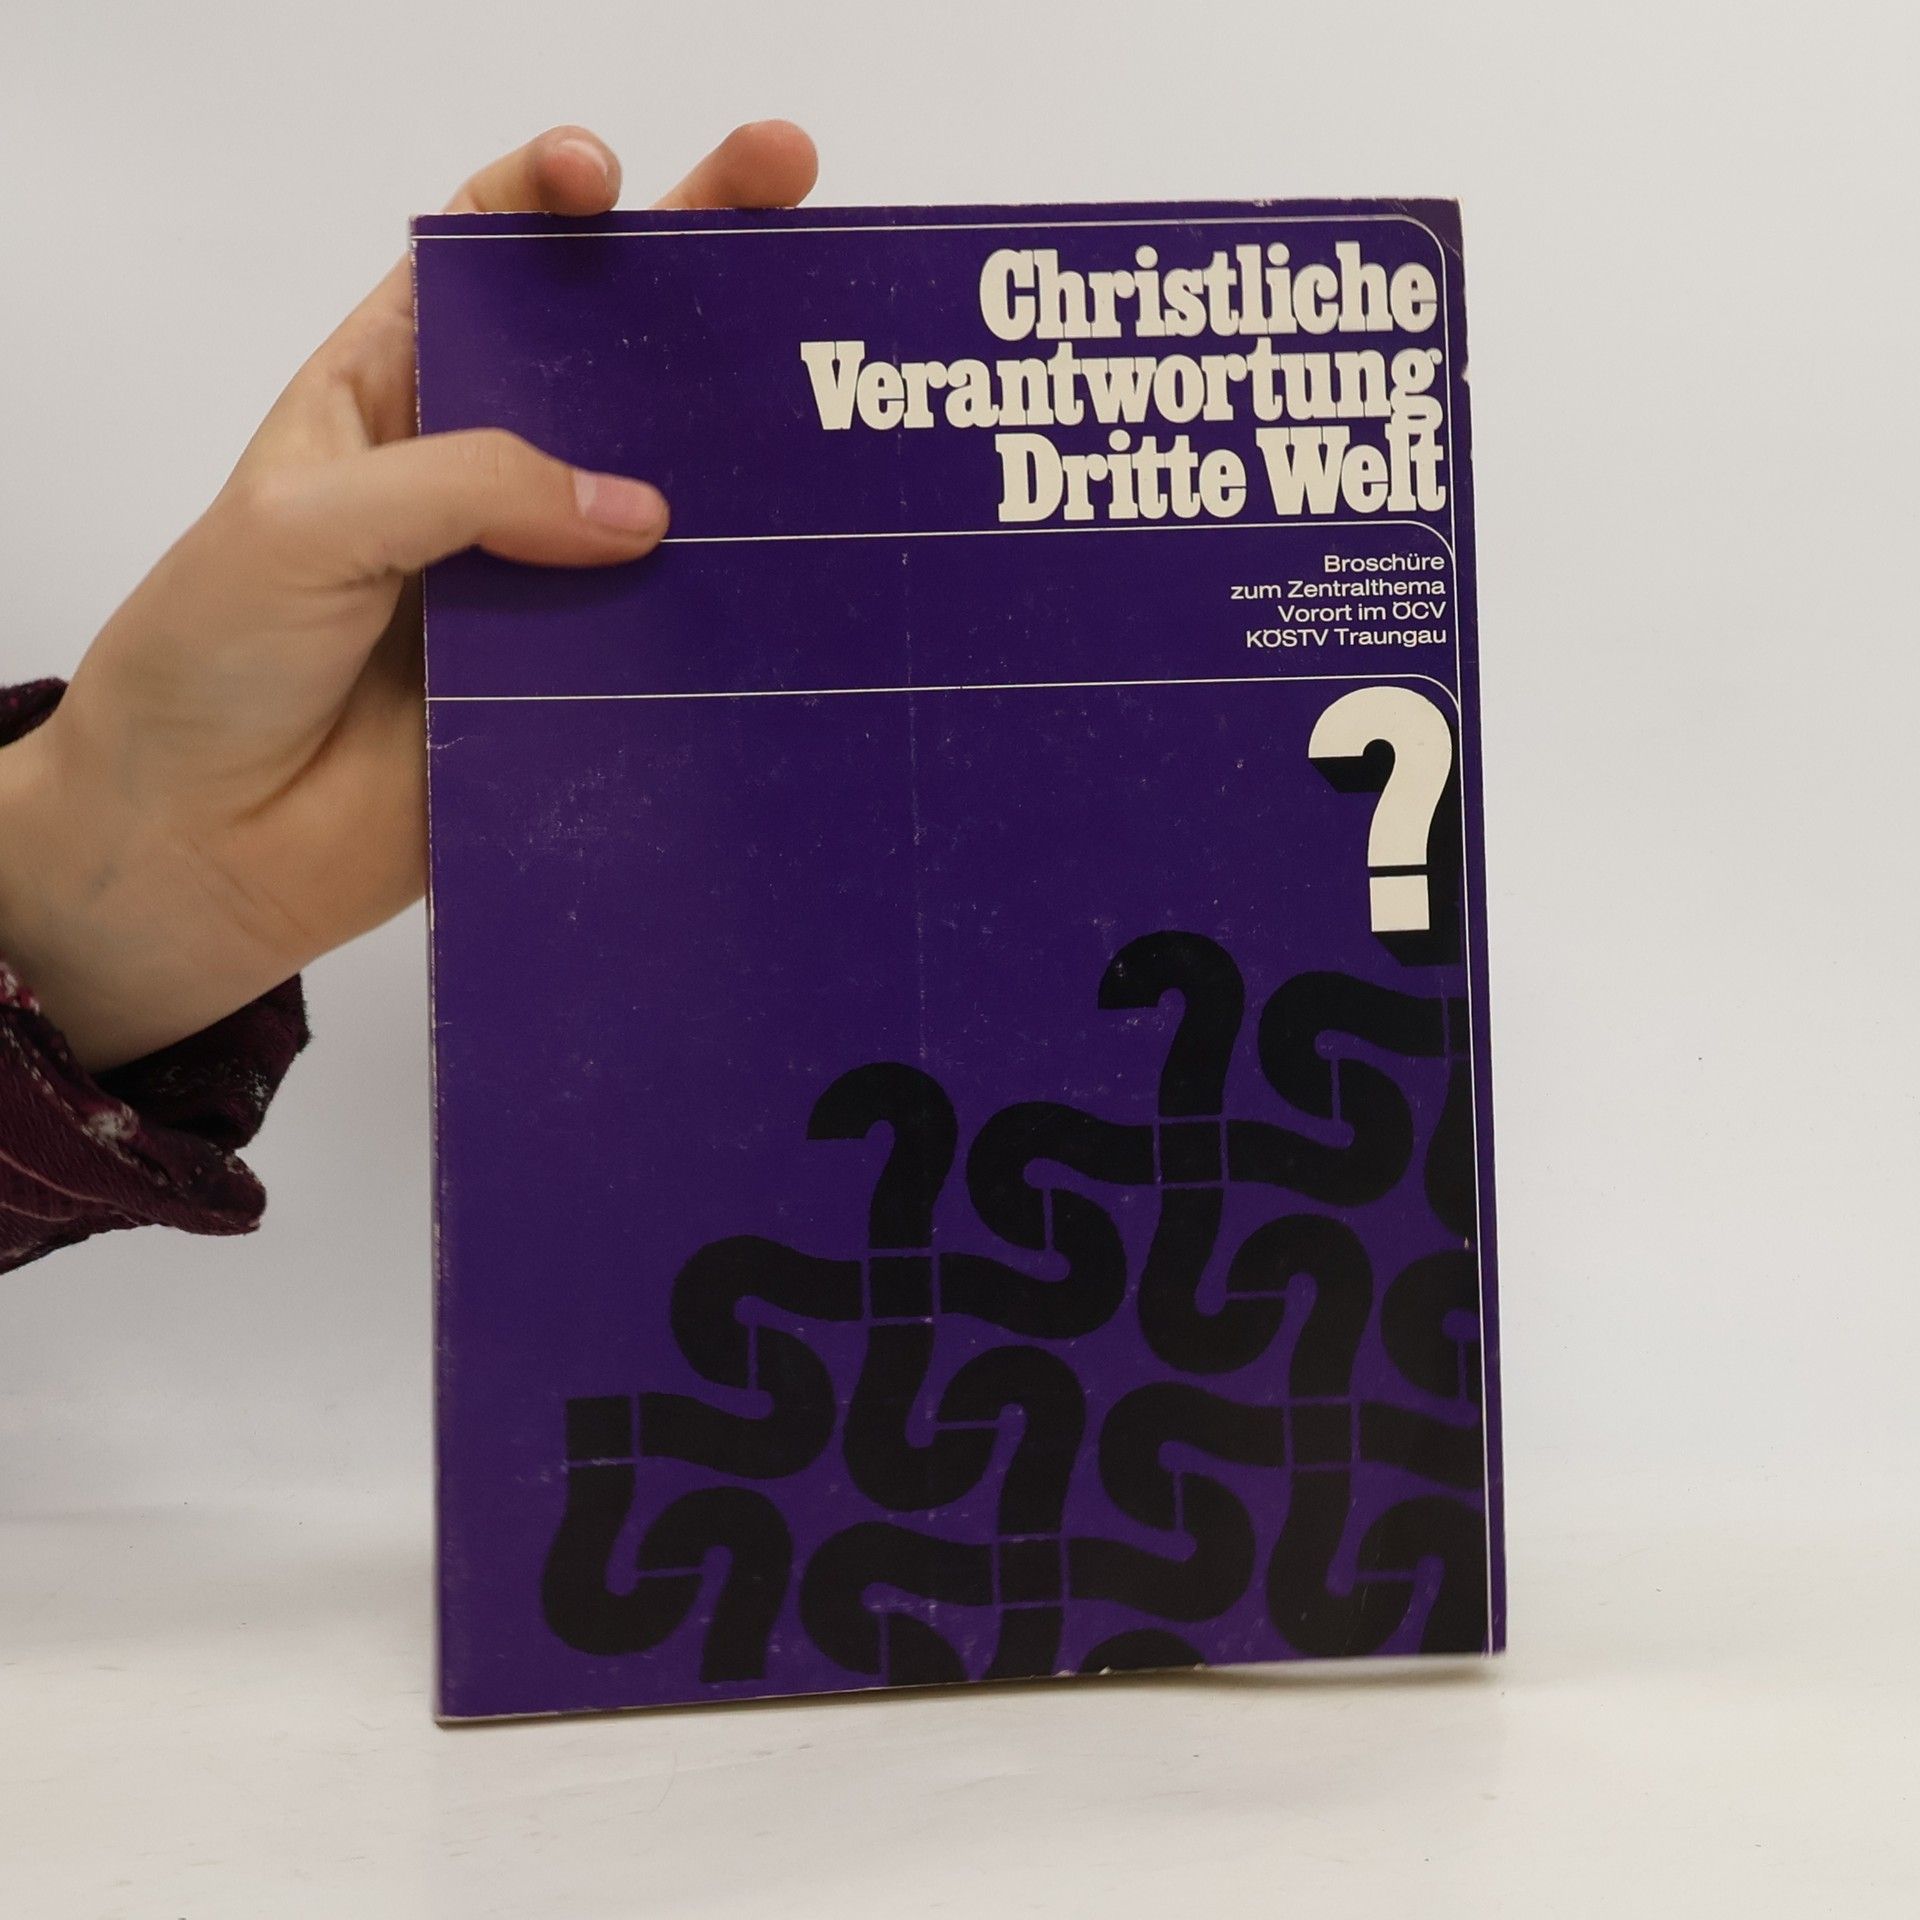 Christliche
Verantwortung
Dritte Welt
Broschüre
zum Zentralthema
Vorort im ÖCV
KÖSTV Traungau
?